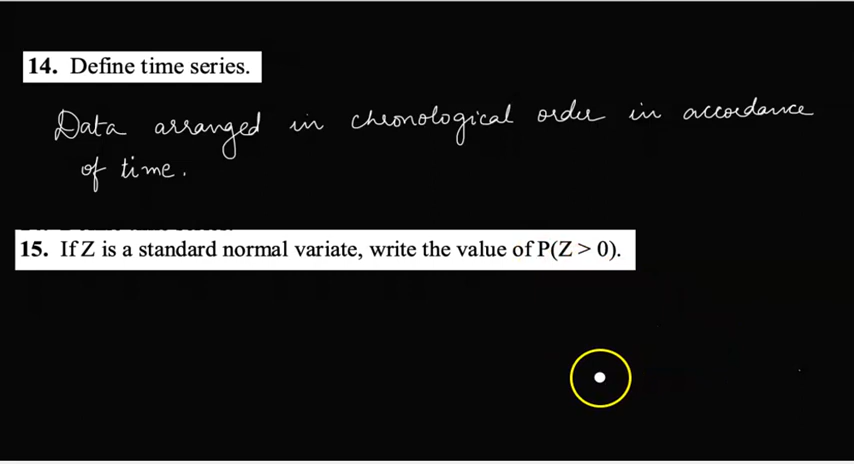 14. Define time series.
Data arranged in chronological order in accordance
of time.
15. If Z is a standard normal variate, write the value of P(Z > 0).